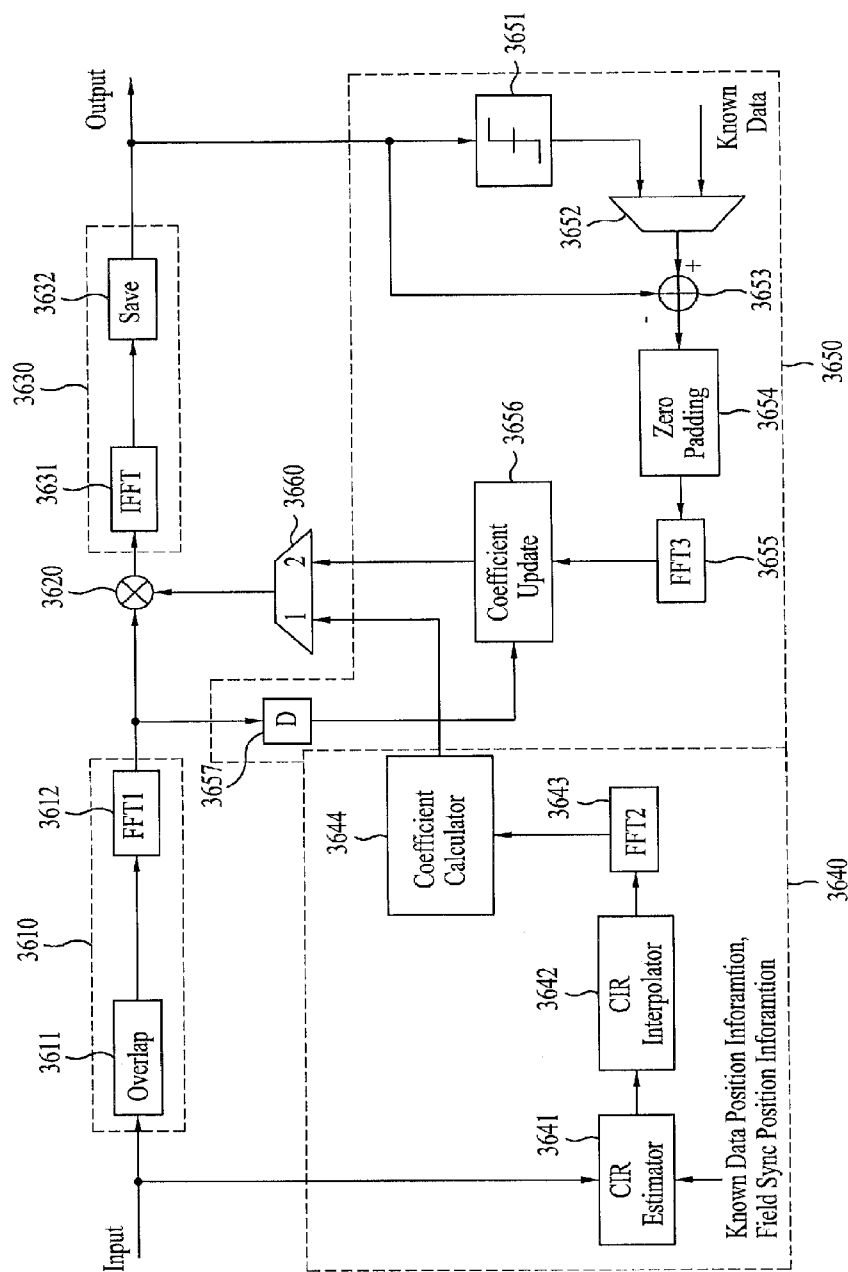 Input
3610
3611
Overlap
3612
FFT1
3620
3630
3631
IFFT
3632
Save
Output
3657
D
3660
1
2
3644
Coefficient
Calculator
3656
Coefficient
Update
3651
3652
Known
Data
+
-
3653
3654
Zero
Padding
3655
FFT3
3650
3643
FFT2
3642
CIR
Interpolator
3641
CIR
Estimator
Known Data Position Inforamtion,
Field Sync Position Inforamtion
3640